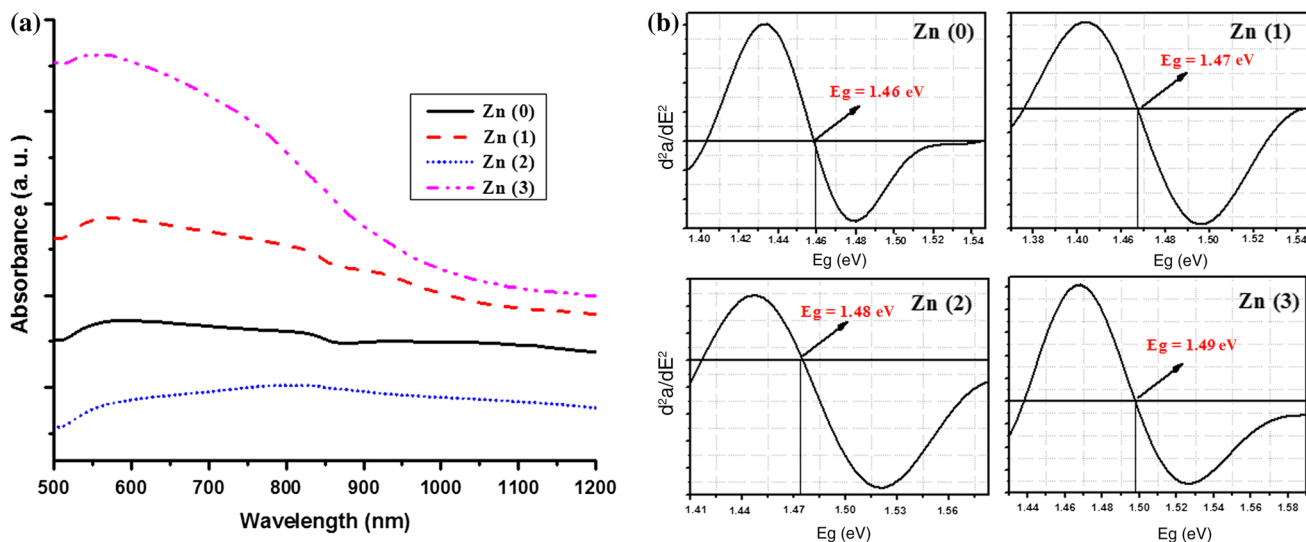 (a)
Absorbance (a. u.)
Zn (0)
Zn (1)
Zn (2)
Zn (3)
500 600 700 800 900 1000 1100 1200
Wavelength (nm)
(b)
Zn (0)
Eg = 1.46 eV
d²a/dE²
1.40 1.42 1.44 1.46 1.48 1.50 1.52 1.54
Eg (eV)
Zn (1)
Eg = 1.47 eV
1.38 1.40 1.44 1.46 1.50 1.52 1.54
Eg (eV)
Zn (2)
Eg = 1.48 eV
d²a/dE²
1.41 1.44 1.47 1.50 1.53 1.56
Eg (eV)
Zn (3)
Eg = 1.49 eV
1.44 1.46 1.48 1.50 1.52 1.54 1.56 1.58
Eg (eV)